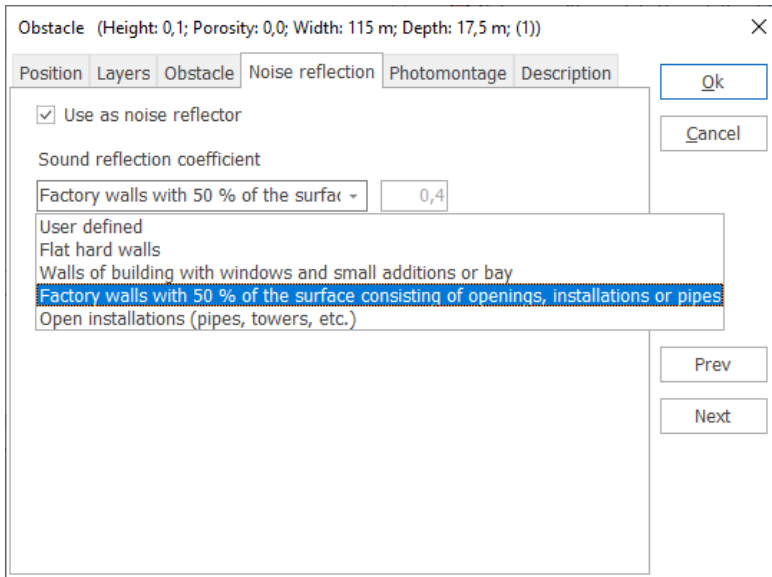 Obstacle (Height: 0,1; Porosity: 0,0; Width: 115 m; Depth: 17,5 m; (1))
Position Layers Obstacle Noise reflection Photomontage Description
Ok
Use as noise reflector
Cancel
Sound reflection coefficient
Factory walls with 50 % of the surfac 0,4
User defined
Flat hard walls
Walls of building with windows and small additions or bay
Factory walls with 50 % of the surface consisting of openings, installations or pipes
Open installations (pipes, towers, etc.)
Prev
Next